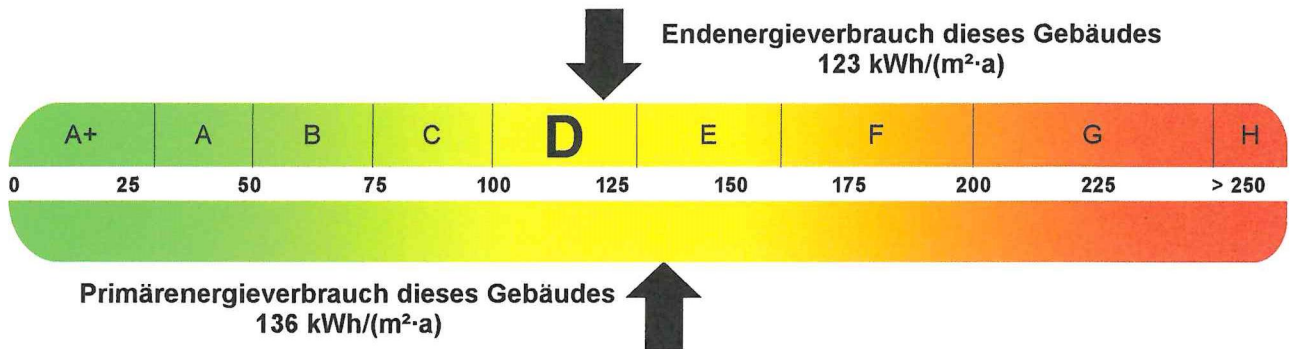 Endenergieverbrauch dieses Gebäudes
123 kWh/(m²·a)
A+ A B C D E F G H
0 25 50 75 100 125 150 175 200 225 > 250
Primärenergieverbrauch dieses Gebäudes
136 kWh/(m²·a)